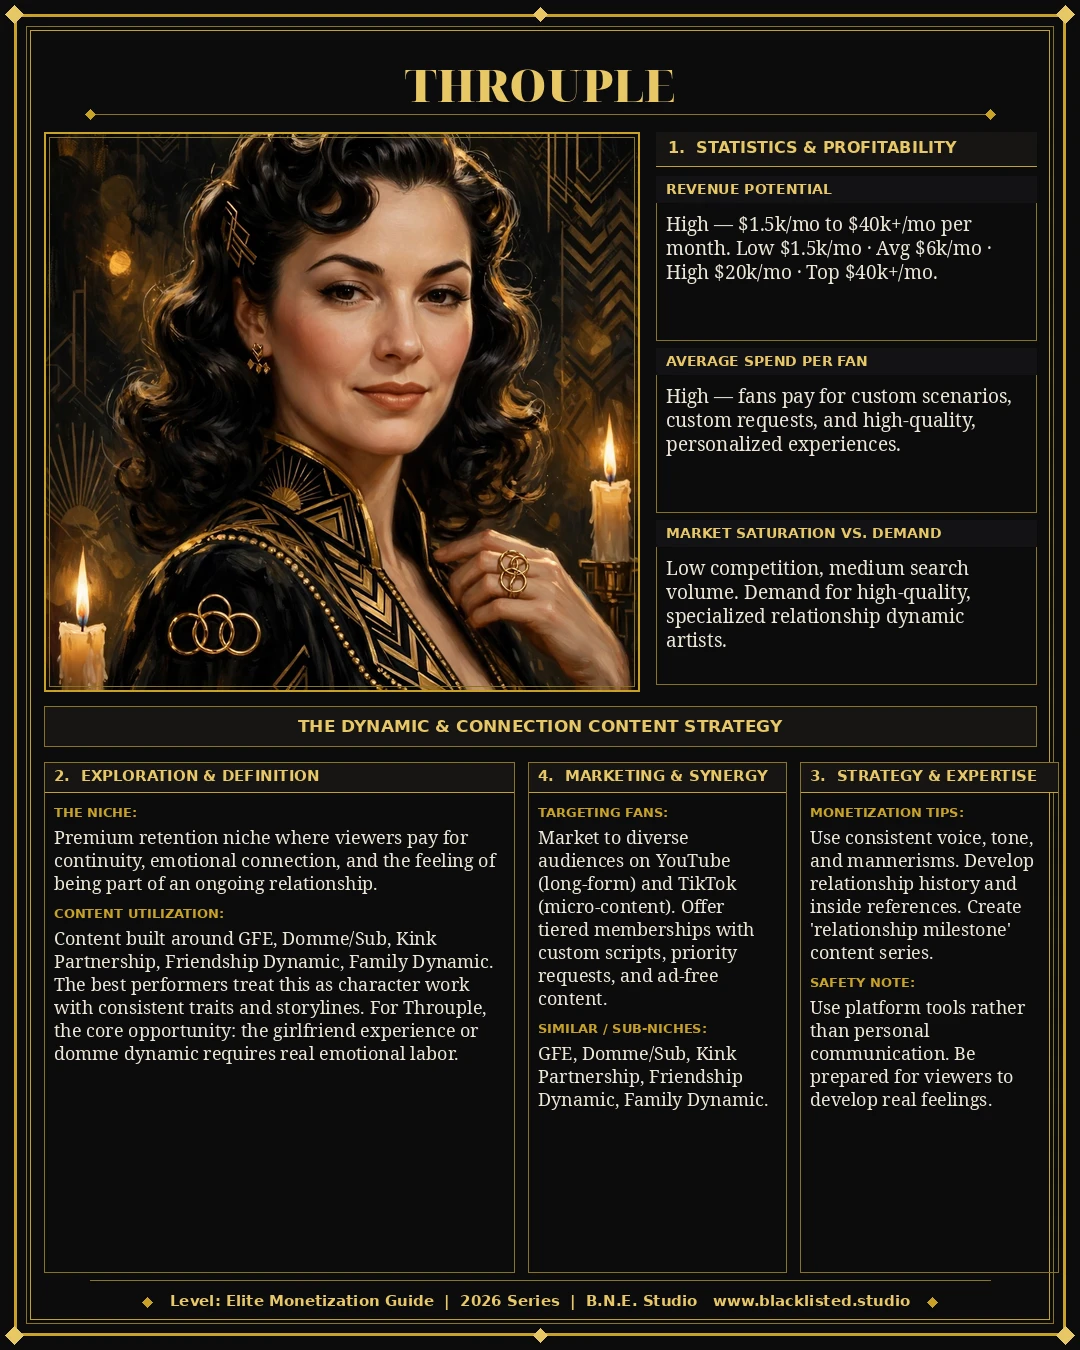 THROUPLE
1. STATISTICS & PROFITABILITY
REVENUE POTENTIAL
High — $1.5k/mo to $40k+/mo per
month. Low $1.5k/mo · Avg $6k/mo ·
High $20k/mo · Top $40k+/mo.
AVERAGE SPEND PER FAN
High — fans pay for custom scenarios,
custom requests, and high-quality,
personalized experiences.
MARKET SATURATION VS. DEMAND
Low competition, medium search
volume. Demand for high-quality,
specialized relationship dynamic
artists.
THE DYNAMIC & CONNECTION CONTENT STRATEGY
2. EXPLORATION & DEFINITION
THE NICHE:
Premium retention niche where viewers pay for
continuity, emotional connection, and the feeling of
being part of an ongoing relationship.
CONTENT UTILIZATION:
Content built around GFE, Domme/Sub, Kink
Partnership, Friendship Dynamic, Family Dynamic.
The best performers treat this as character work
with consistent traits and storylines. For Throuple,
the core opportunity: the girlfriend experience or
domme dynamic requires real emotional labor.
4. MARKETING & SYNERGY
TARGETING FANS:
Market to diverse
audiences on YouTube
(long-form) and TikTok
(micro-content). Offer
tiered memberships with
custom scripts, priority
requests, and ad-free
content.
SIMILAR / SUB-NICHES:
GFE, Domme/Sub, Kink
Partnership, Friendship
Dynamic, Family Dynamic.
3. STRATEGY & EXPERTISE
MONETIZATION TIPS:
Use consistent voice, tone,
and mannerisms. Develop
relationship history and
inside references. Create
'relationship milestone'
content series.
SAFETY NOTE:
Use platform tools rather
than personal
communication. Be
prepared for viewers to
develop real feelings.
Level: Elite Monetization Guide | 2026 Series | B.N.E. Studio www.blacklisted.studio